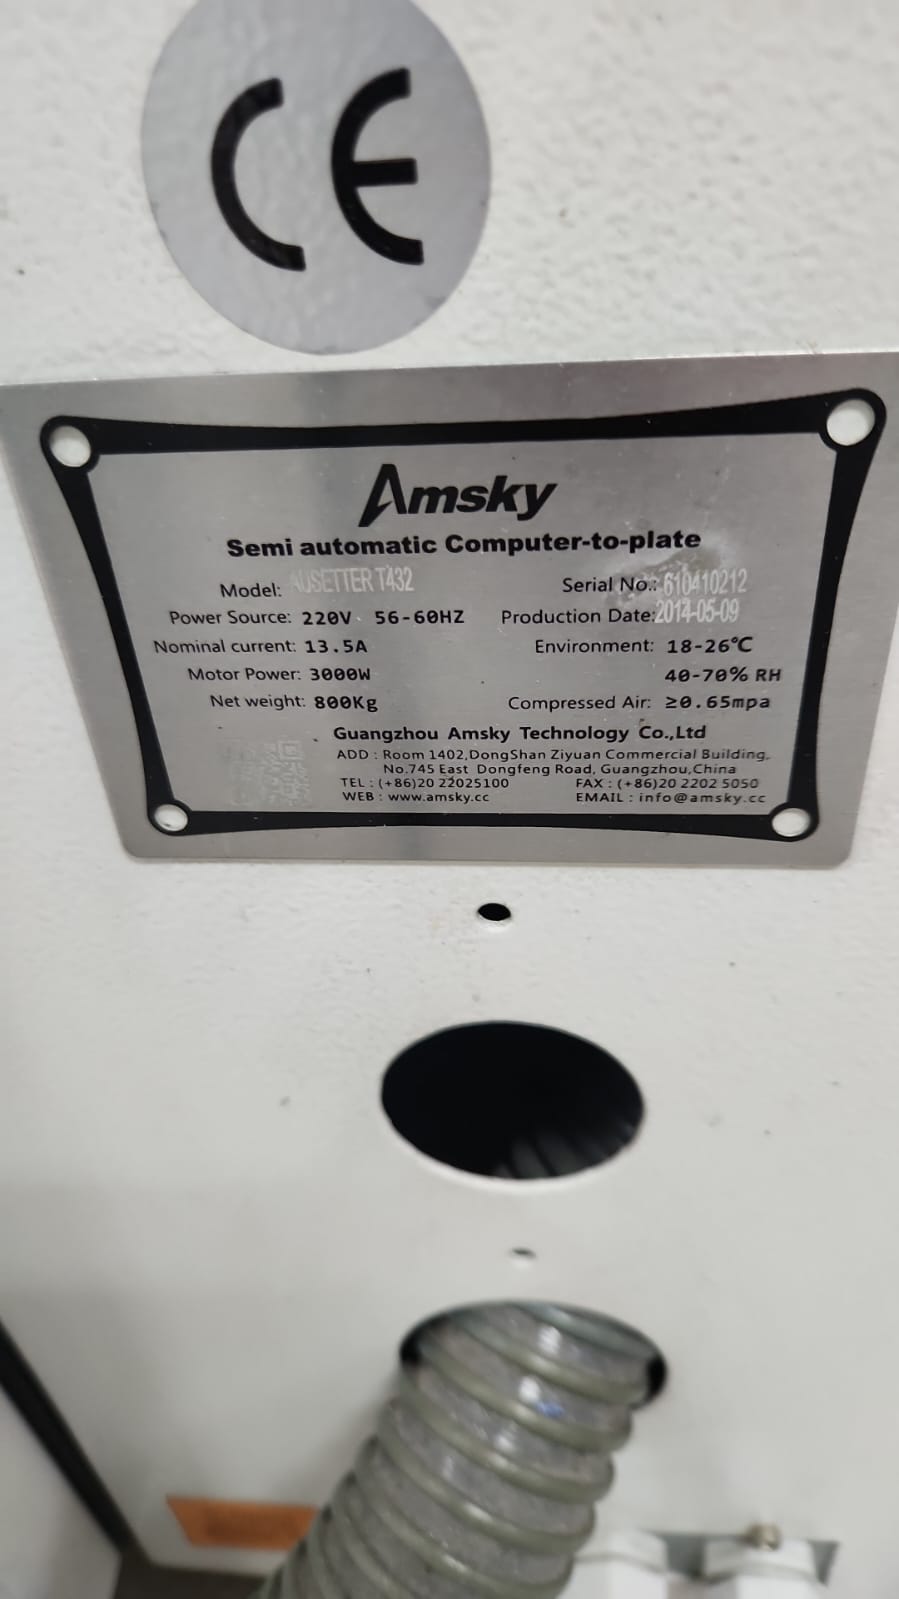 CE
Amsky
Semi automatic Computer-to-plate
Model: AUSETTER T432 Serial No.: 610410212
Power Source: 220V 56-60HZ Production Date: 2014-05-09
Nominal current: 13.5A Environment: 18-26℃
Motor Power: 3000W 40-70% RH
Net weight: 800Kg Compressed Air: ≥0.65mpa
Guangzhou Amsky Technology Co.,Ltd
ADD : Room 1402,DongShan Ziyuan Commercial Building,
No.745 East Dongfeng Road, Guangzhou,China
TEL : (+86)20 22025100 FAX : (+86)20 2202 5050
WEB : www.amsky.cc EMAIL : info@amsky.cc